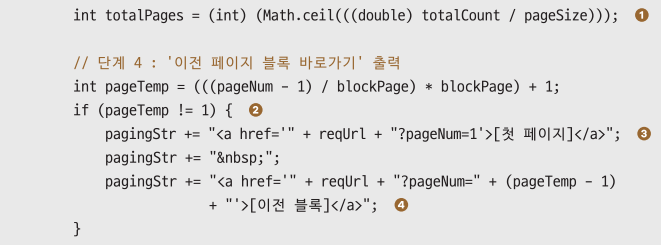 int totalPages = (int) (Math.ceil(((double) totalCount / pageSize))); ❶
// 단계 4 : '이전 페이지 블록 바로가기' 출력
int pageTemp = (((pageNum - 1) / blockPage) * blockPage) + 1;
if (pageTemp != 1) { ❷
pagingStr += "<a href='" + reqUrl + "?pageNum=1'>[첫 페이지]</a>"; ❸
pagingStr += "&nbsp;";
pagingStr += "<a href='" + reqUrl + "?pageNum=" + (pageTemp - 1)
+ "'>[이전 블록]</a>"; ❹
}